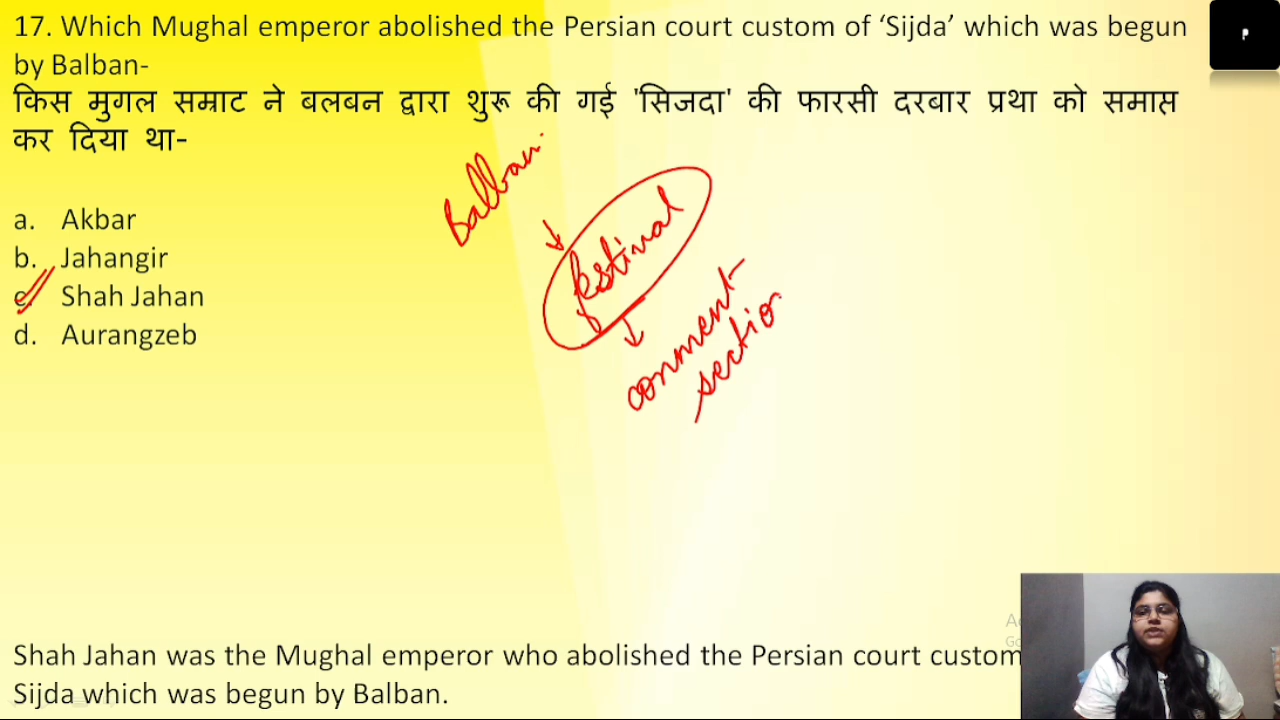 17. Which Mughal emperor abolished the Persian court custom of ‘Sijda’ which was begun
by Balban-
किस मुगल सम्राट ने बलबन द्वारा शुरू की गई 'सिजदा' की फारसी दरबार प्रथा को समाप्त
कर दिया था-
a. Akbar
b. Jahangir
c. Shah Jahan
d. Aurangzeb
Balban.
festival
comment
sectio
Shah Jahan was the Mughal emperor who abolished the Persian court custom
Sijda which was begun by Balban.